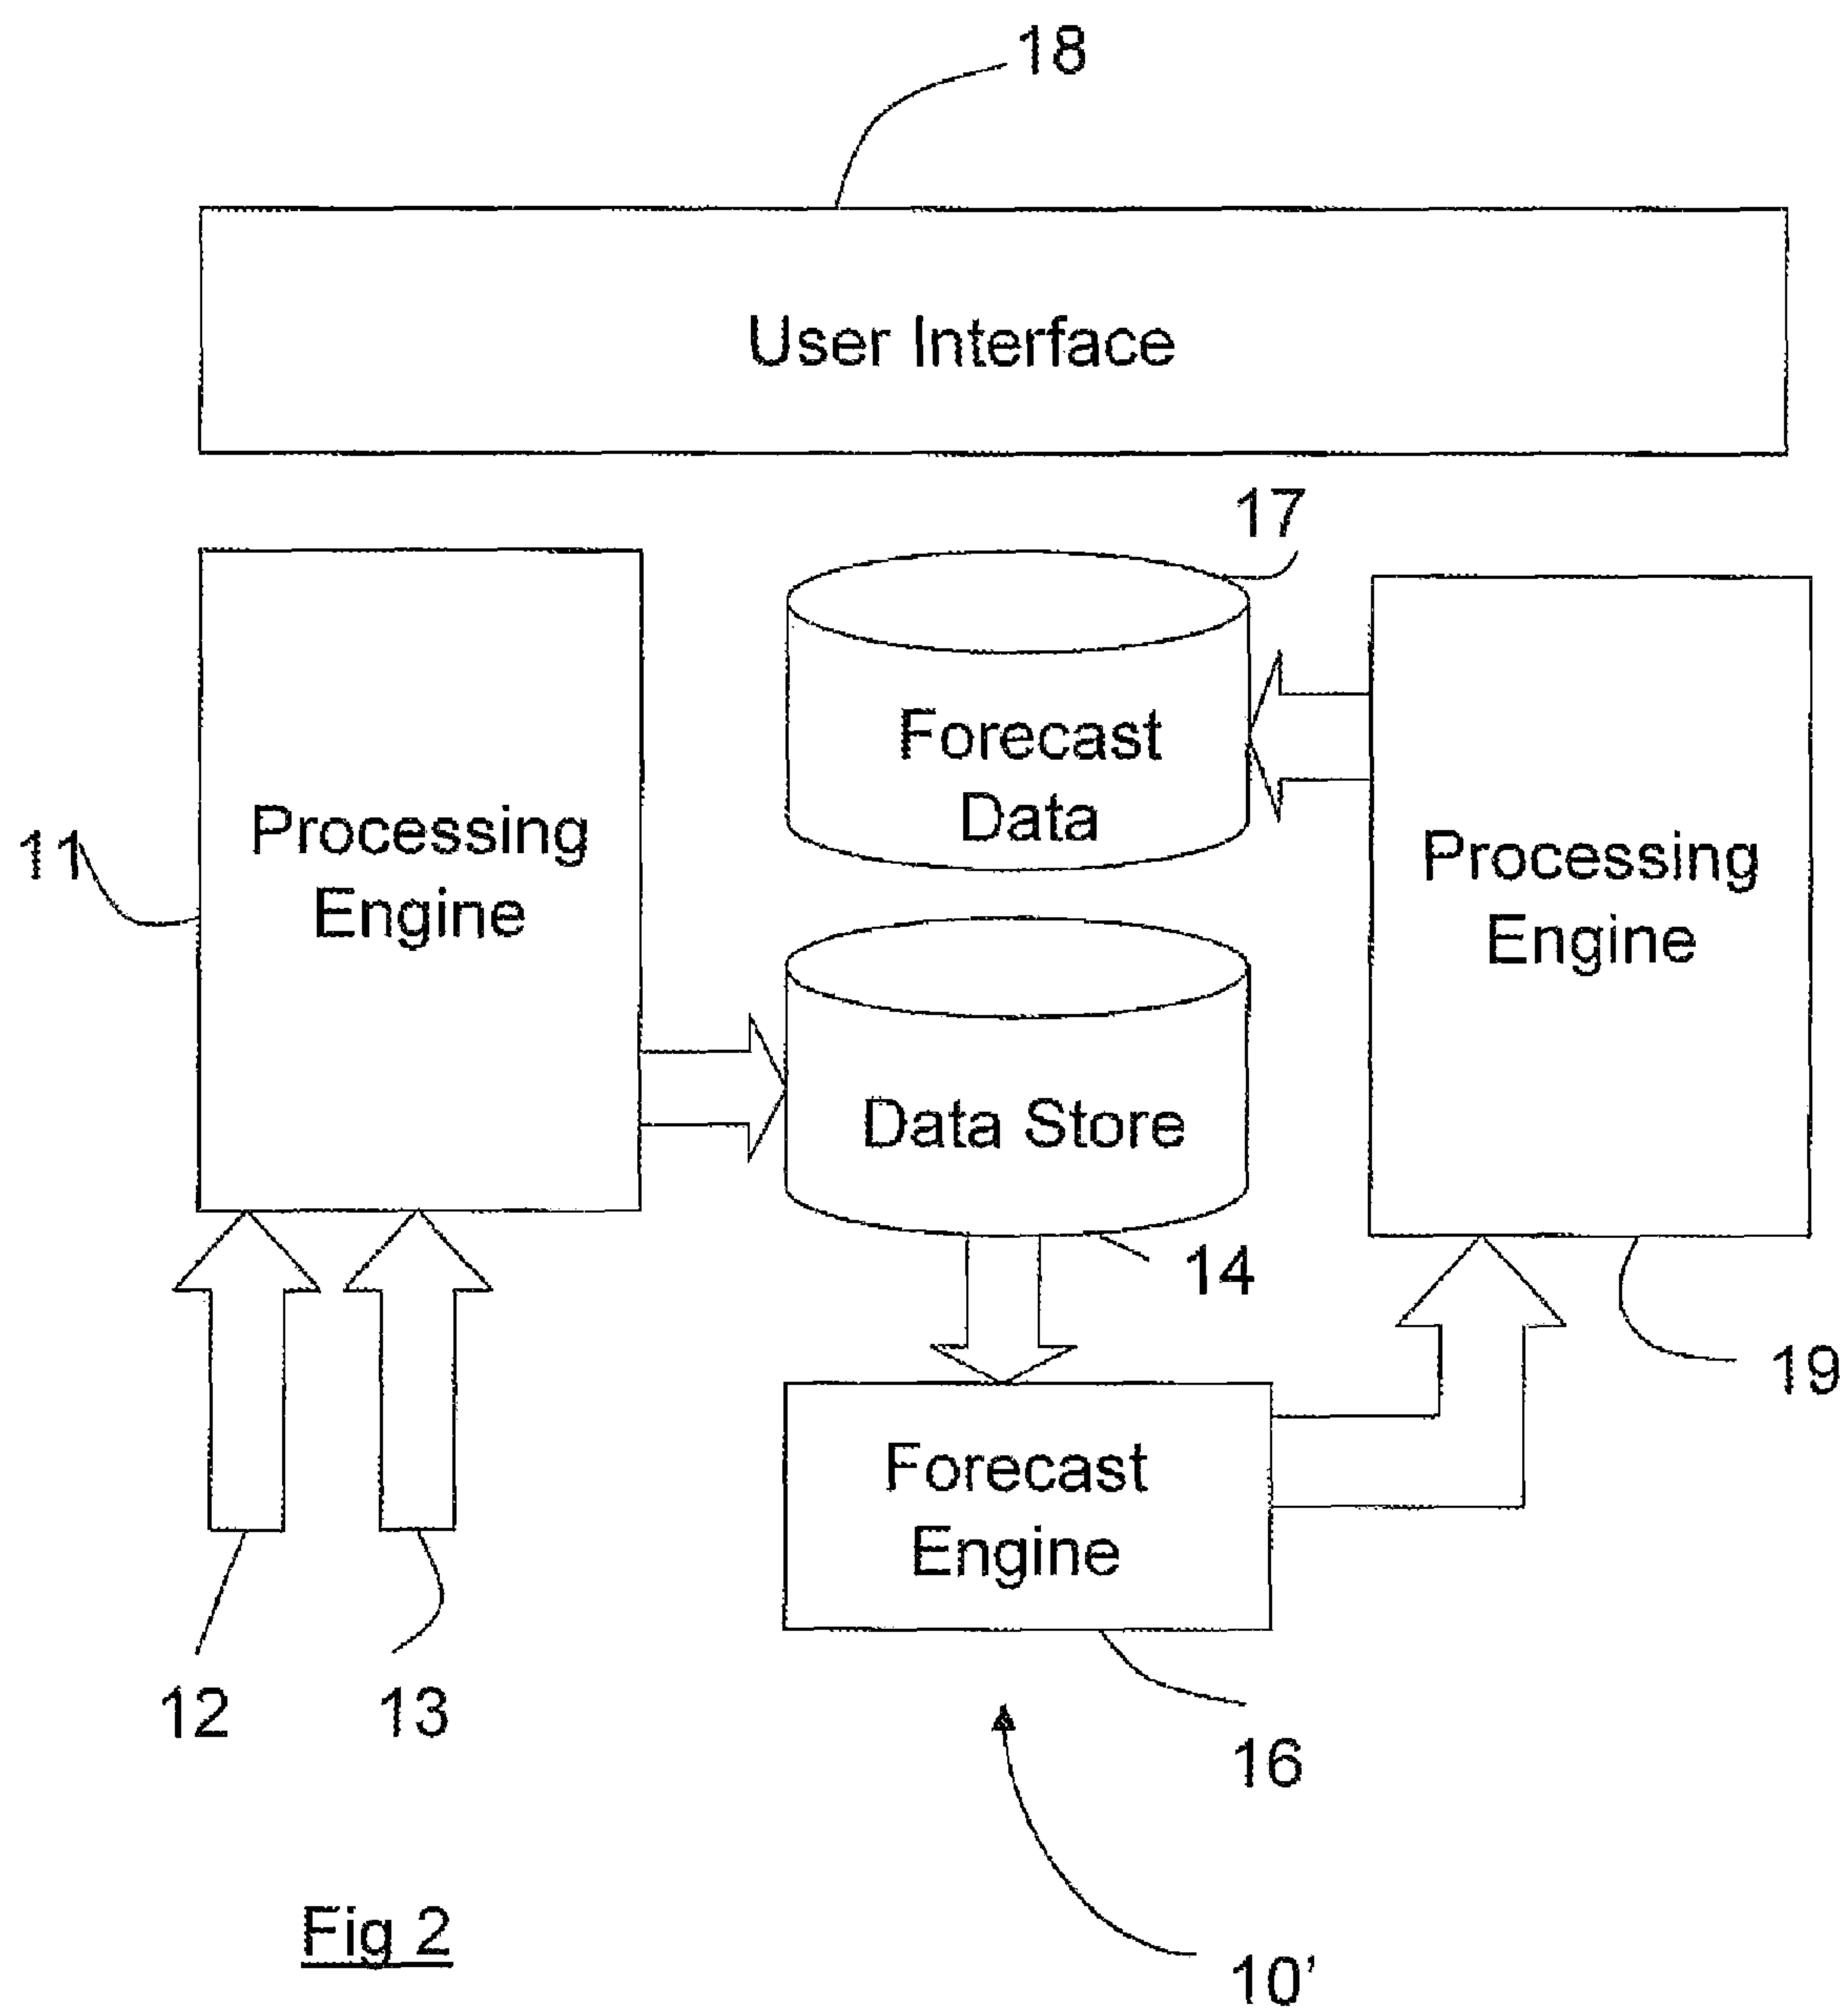 18
User Interface
17
Forecast
Data
Processing
Engine
11
Processing
Engine
Data Store
14
19
Forecast
Engine
12
13
16
Fig 2
10'